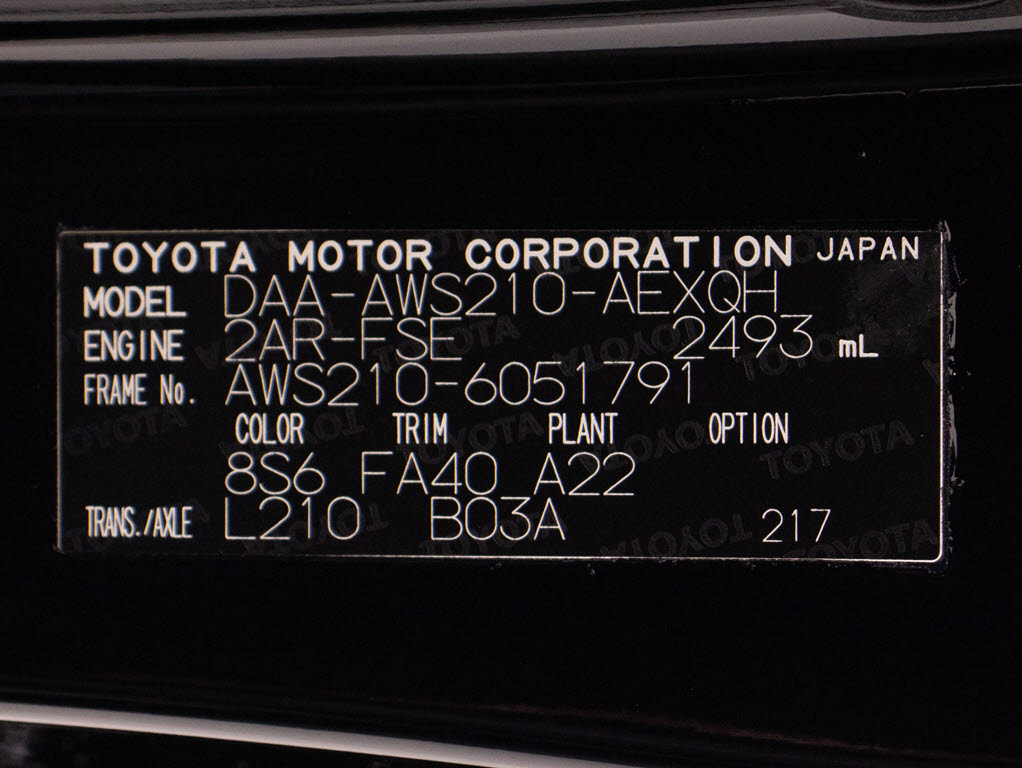 TOYOTA MOTOR CORPORATION JAPAN
MODEL DAA-AWS210-AEXQH
ENGINE 2AR-FSE 2493 mL
FRAME No. AWS210-6051791
COLOR TRIM PLANT OPTION
8S6 FA40 A22
TRANS./AXLE L210 B03A 217